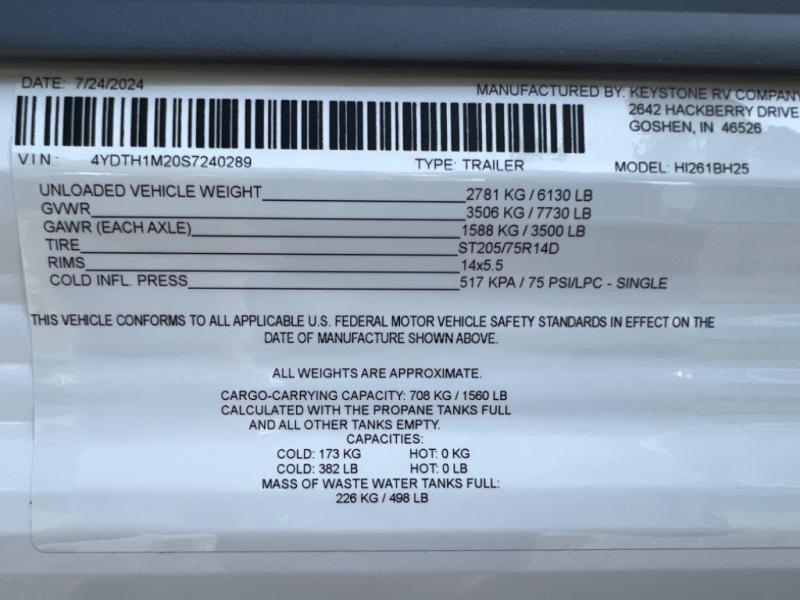 DATE: 7/24/2024
MANUFACTURED BY: KEYSTONE RV COMPANY
2642 HACKBERRY DRIVE
GOSHEN, IN 46526
VIN: 4YDTH1M20S7240289 TYPE: TRAILER MODEL: HI261BH25
UNLOADED VEHICLE WEIGHT 2781 KG / 6130 LB
GVWR 3506 KG / 7730 LB
GAWR (EACH AXLE) 1588 KG / 3500 LB
TIRE ST205/75R14D
RIMS 14x5.5
COLD INFL. PRESS 517 KPA / 75 PSI/LPC - SINGLE
THIS VEHICLE CONFORMS TO ALL APPLICABLE U.S. FEDERAL MOTOR VEHICLE SAFETY STANDARDS IN EFFECT ON THE
DATE OF MANUFACTURE SHOWN ABOVE.
ALL WEIGHTS ARE APPROXIMATE.
CARGO-CARRYING CAPACITY: 708 KG / 1560 LB
CALCULATED WITH THE PROPANE TANKS FULL
AND ALL OTHER TANKS EMPTY.
CAPACITIES:
COLD: 173 KG HOT: 0 KG
COLD: 382 LB HOT: 0 LB
MASS OF WASTE WATER TANKS FULL:
226 KG / 498 LB